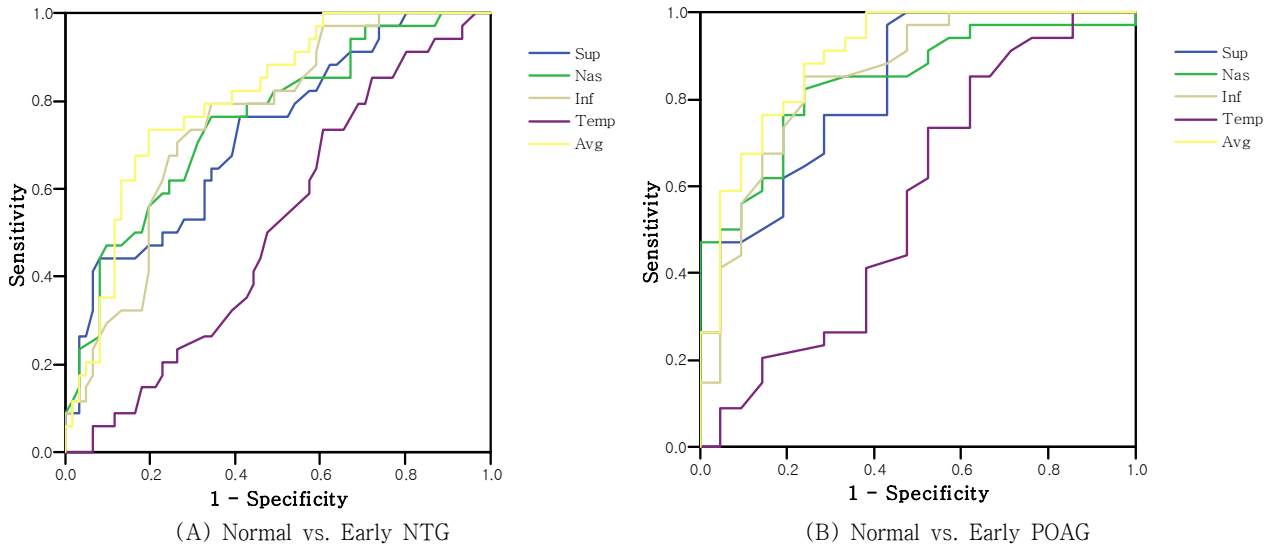 1.0
0.8
0.6
0.4
0.2
0.0
Sensitivity
0.0 0.2 0.4 0.6 0.8 1.0
1 - Specificity
Sup
Nas
Inf
Temp
Avg
(A) Normal vs. Early NTG
1.0
0.8
0.6
0.4
0.2
0.0
Sensitivity
0.0 0.2 0.4 0.6 0.8 1.0
1 - Specificity
Sup
Nas
Inf
Temp
Avg
(B) Normal vs. Early POAG